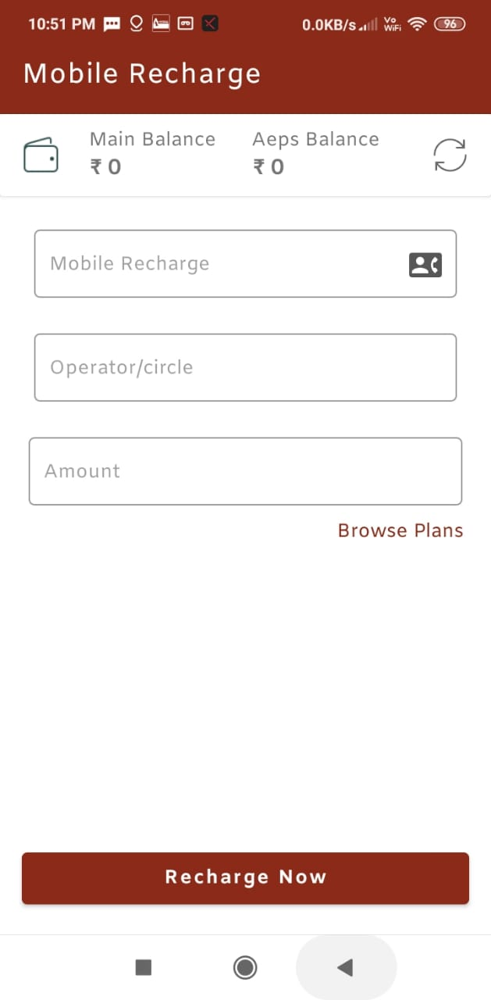 10:51 PM 0.0KB/s Vo WiFi 96
Mobile Recharge
Main Balance Aeps Balance
₹ 0 ₹ 0
Mobile Recharge
Operator/circle
Amount
Browse Plans
Recharge Now